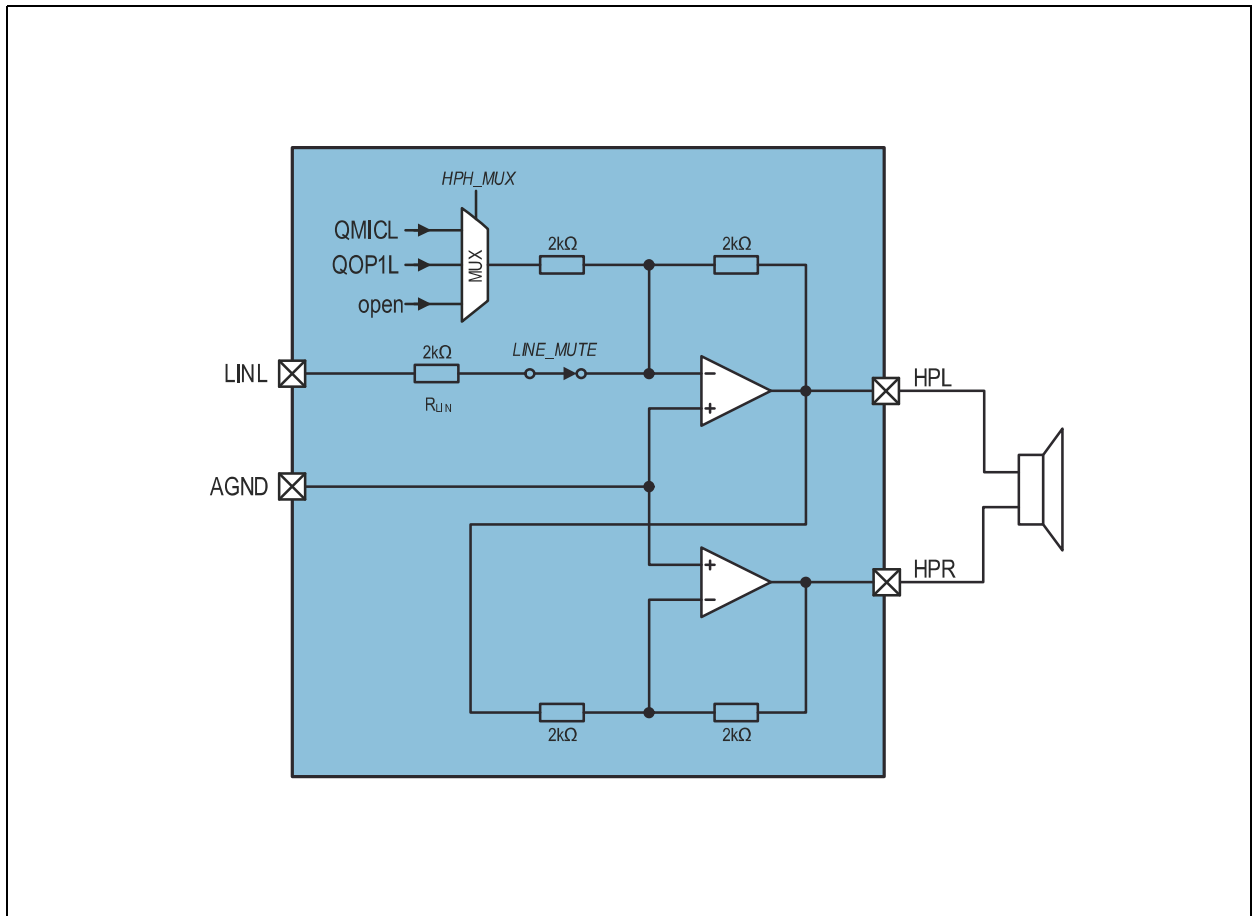 HPH_MUX
QMICL
QOP1L
open
MUX
2kΩ
2kΩ
LINL
2kΩ
LINE_MUTE
RLIN
−
+
HPL
AGND
+
−
HPR
2kΩ
2kΩ